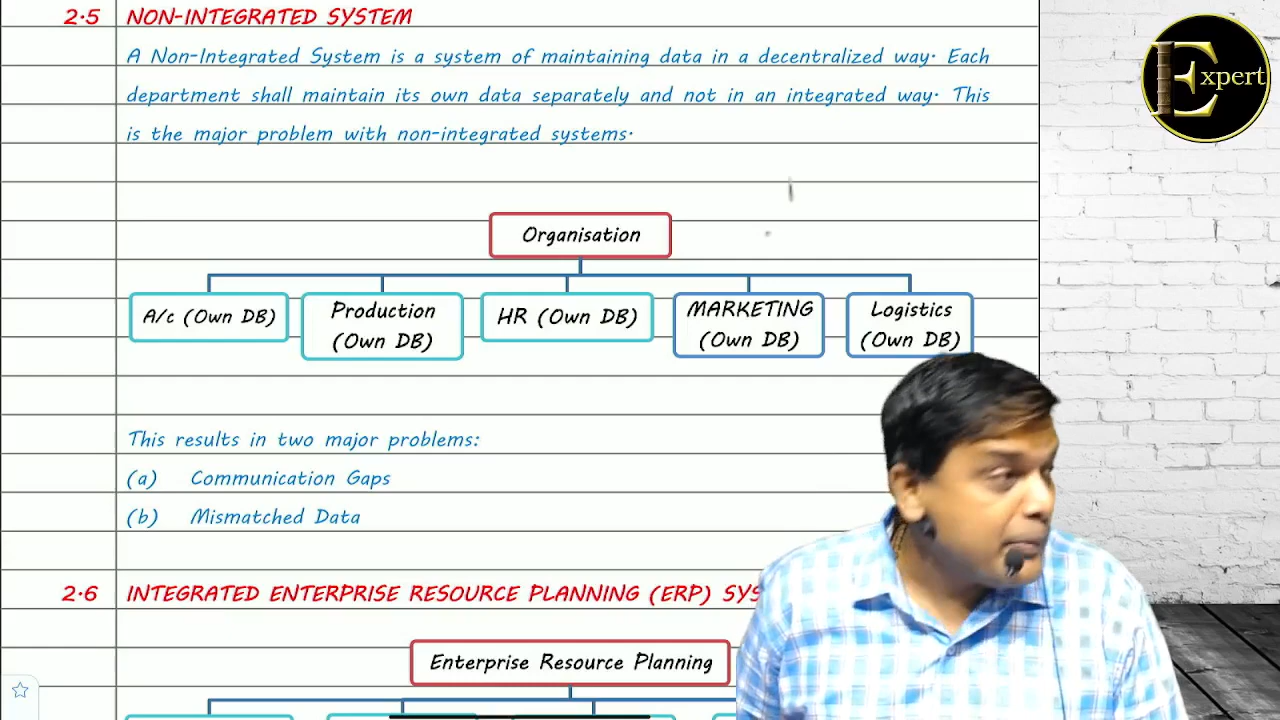 2.5 NON-INTEGRATED SYSTEM
A Non-Integrated System is a system of maintaining data in a decentralized way. Each
department shall maintain its own data separately and not in an integrated way. This
is the major problem with non-integrated systems.
Organisation
A/c (Own DB)
Production
(Own DB)
HR (Own DB)
MARKETING
(Own DB)
Logistics
(Own DB)
This results in two major problems:
(a) Communication Gaps
(b) Mismatched Data
2.6 INTEGRATED ENTERPRISE RESOURCE PLANNING (ERP) SYS
Enterprise Resource Planning
Expert